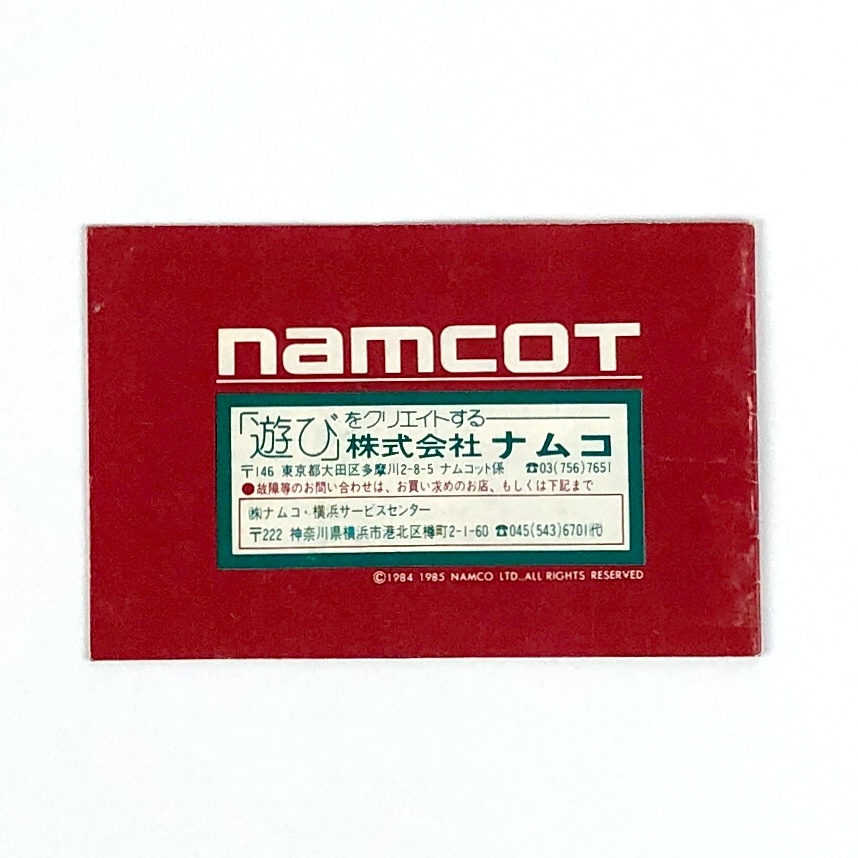 namcot
「遊び」をクリエイトする
株式会社 ナムコ
〒146 東京都大田区多摩川2-8-5 ナムコット係 ☎03(756)7651
●故障等のお問い合わせは、お買い求めのお店、もしくは下記まで
㈱ナムコ・横浜サービスセンター
〒222 神奈川県横浜市港北区樽町2-1-60 ☎045(543)6701㈹
©1984 1985 NAMCO LTD., ALL RIGHTS RESERVED